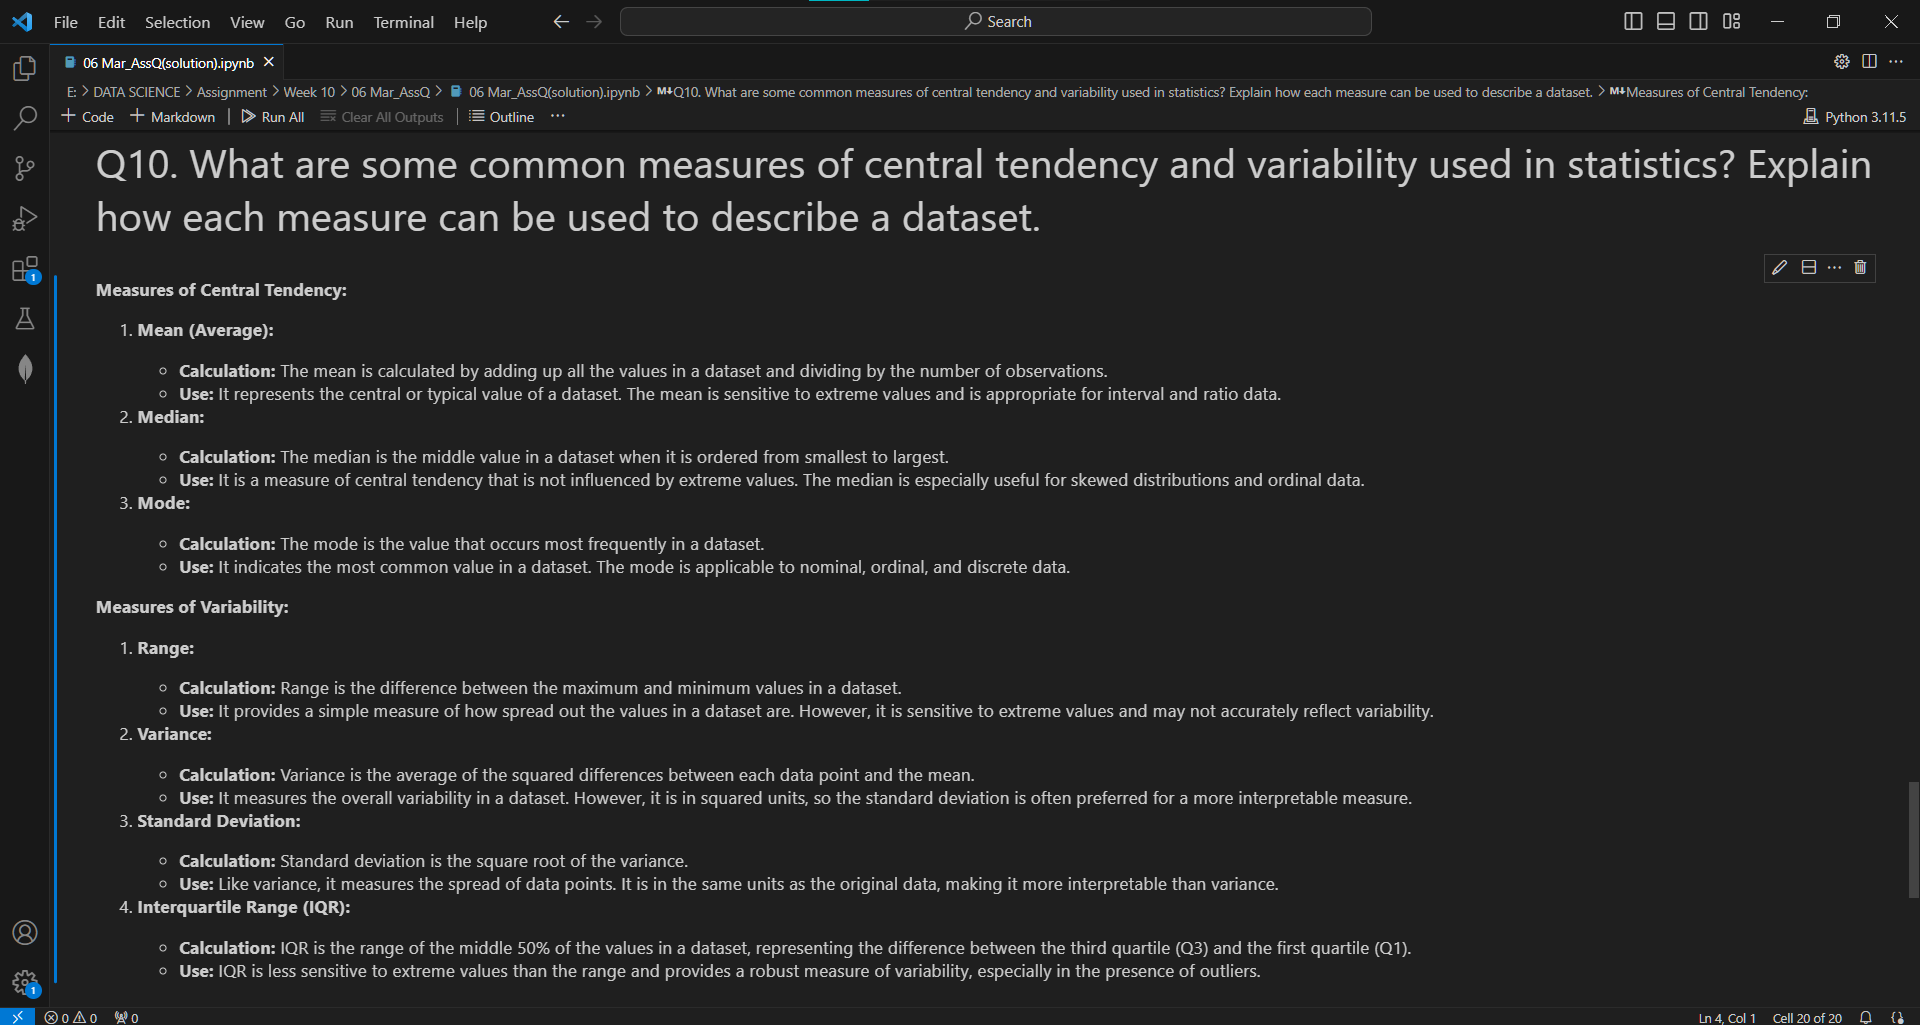 File Edit Selection View Go Run Terminal Help
Search
06 Mar_AssQ(solution).ipynb
E: > DATA SCIENCE > Assignment > Week 10 > 06 Mar_AssQ > 06 Mar_AssQ(solution).ipynb > M↓Q10. What are some common measures of central tendency and variability used in statistics? Explain how each measure can be used to describe a dataset. > M↓Measures of Central Tendency:
+ Code + Markdown | Run All Clear All Outputs | Outline ...
Python 3.11.5
Q10. What are some common measures of central tendency and variability used in statistics? Explain
how each measure can be used to describe a dataset.
Measures of Central Tendency:
1. Mean (Average):
Calculation: The mean is calculated by adding up all the values in a dataset and dividing by the number of observations.
Use: It represents the central or typical value of a dataset. The mean is sensitive to extreme values and is appropriate for interval and ratio data.
2. Median:
Calculation: The median is the middle value in a dataset when it is ordered from smallest to largest.
Use: It is a measure of central tendency that is not influenced by extreme values. The median is especially useful for skewed distributions and ordinal data.
3. Mode:
Calculation: The mode is the value that occurs most frequently in a dataset.
Use: It indicates the most common value in a dataset. The mode is applicable to nominal, ordinal, and discrete data.
Measures of Variability:
1. Range:
Calculation: Range is the difference between the maximum and minimum values in a dataset.
Use: It provides a simple measure of how spread out the values in a dataset are. However, it is sensitive to extreme values and may not accurately reflect variability.
2. Variance:
Calculation: Variance is the average of the squared differences between each data point and the mean.
Use: It measures the overall variability in a dataset. However, it is in squared units, so the standard deviation is often preferred for a more interpretable measure.
3. Standard Deviation:
Calculation: Standard deviation is the square root of the variance.
Use: Like variance, it measures the spread of data points. It is in the same units as the original data, making it more interpretable than variance.
4. Interquartile Range (IQR):
Calculation: IQR is the range of the middle 50% of the values in a dataset, representing the difference between the third quartile (Q3) and the first quartile (Q1).
Use: IQR is less sensitive to extreme values than the range and provides a robust measure of variability, especially in the presence of outliers.
1
1
0 0 0
Ln 4, Col 1 Cell 20 of 20